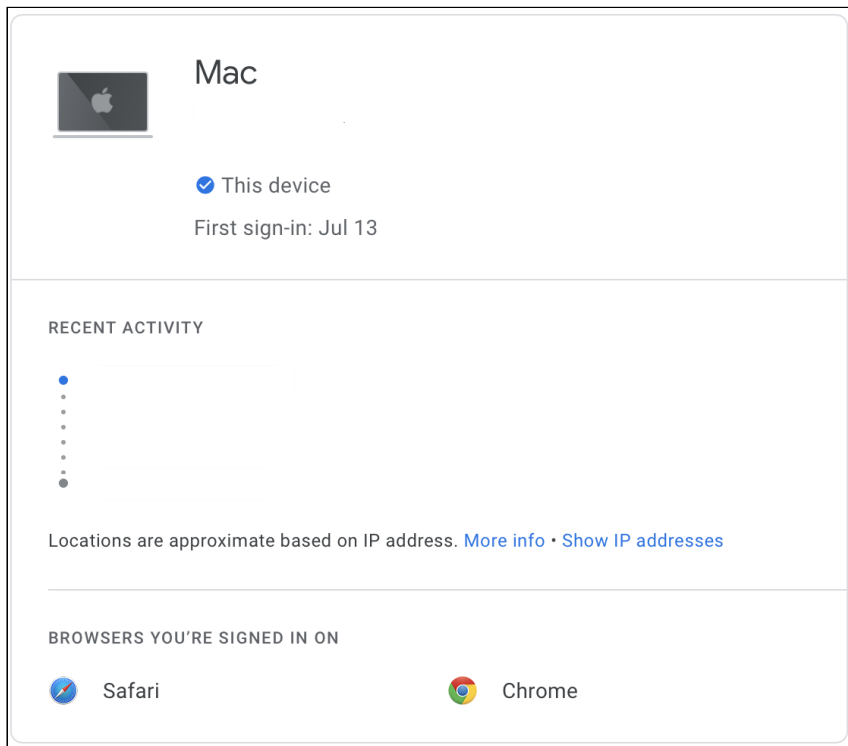 Mac
This device
First sign-in: Jul 13
RECENT ACTIVITY
Locations are approximate based on IP address. More info • Show IP addresses
BROWSERS YOU’RE SIGNED IN ON
Safari Chrome